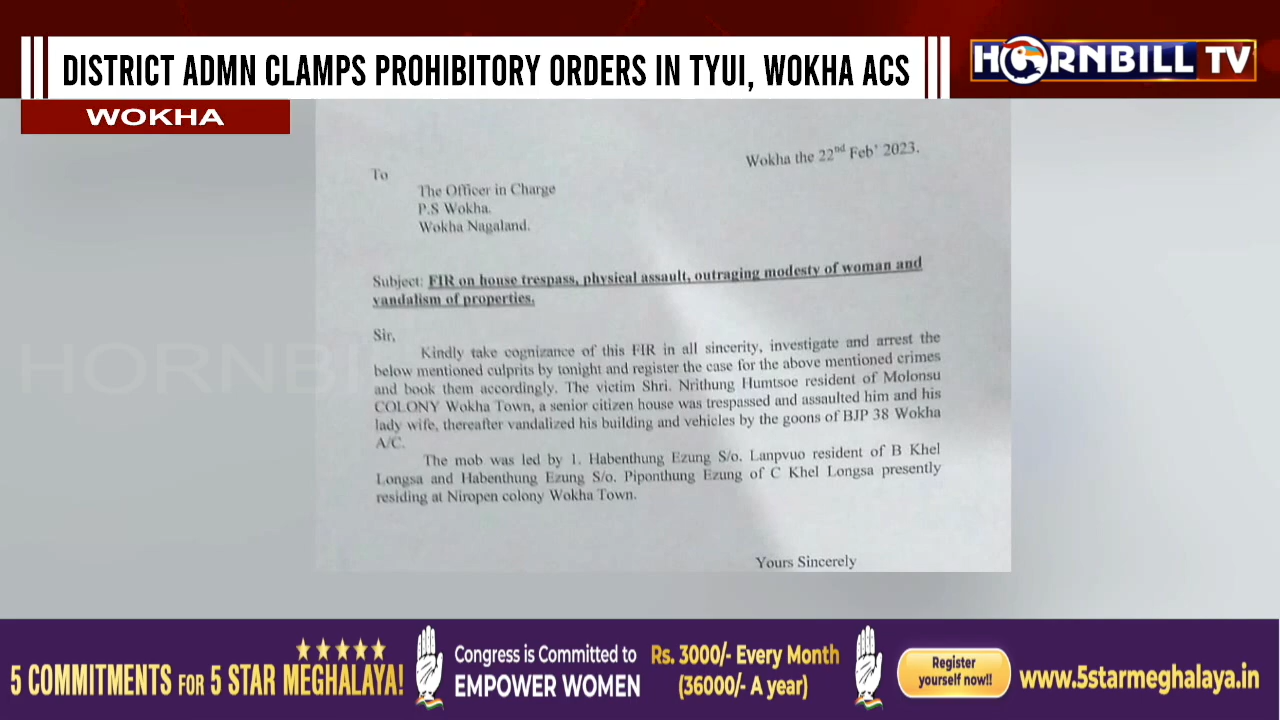 DISTRICT ADMN CLAMPS PROHIBITORY ORDERS IN TYUI, WOKHA ACS
HORNBILL TV
WOKHA
Wokha the 22nd Feb' 2023.
To
The Officer in Charge
P.S Wokha.
Wokha Nagaland.
Subject: FIR on house trespass, physical assault, outraging modesty of woman and
vandalism of properties.
Sir,
Kindly take cognizance of this FIR in all sincerity, investigate and arrest the
below mentioned culprits by tonight and register the case for the above mentioned crimes
and book them accordingly. The victim Shri. Nrithung Humtsoe resident of Molonsu
COLONY Wokha Town, a senior citizen house was trespassed and assaulted him and his
lady wife, thereafter vandalized his building and vehicles by the goons of BJP 38 Wokha
A/C.
The mob was led by 1. Habenthung Ezung S/o. Lanpvuo resident of B Khel
Longsa and Habenthung Ezung S/o. Piponthung Ezung of C Khel Longsa presently
residing at Niropen colony Wokha Town.
Yours Sincerely
HORNBI
5 COMMITMENTS FOR 5 STAR MEGHALAYA!
Congress is Committed to
EMPOWER WOMEN
Rs. 3000/- Every Month
(36000/- A year)
Register
yourself now!!
www.5starmeghalaya.in